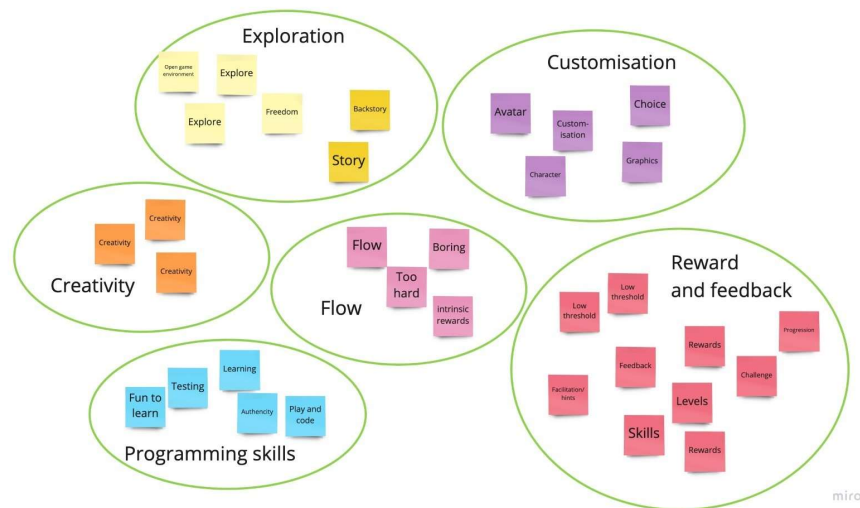 Exploration
Open game
environment
Explore
Explore
Freedom
Backstory
Story
Customisation
Avatar
Custom-
isation
Choice
Character
Graphics
Creativity
Creativity
Creativity
Creativity
Flow
Boring
Too
hard
intrinsic
rewards
Flow
Reward
and feedback
Low
threshold
Low
threshold
Progression
Rewards
Feedback
Challenge
Facilitation/
hints
Levels
Skills
Rewards
Learning
Testing
Fun to
learn
Authencity
Play and
code
Programming skills
miro